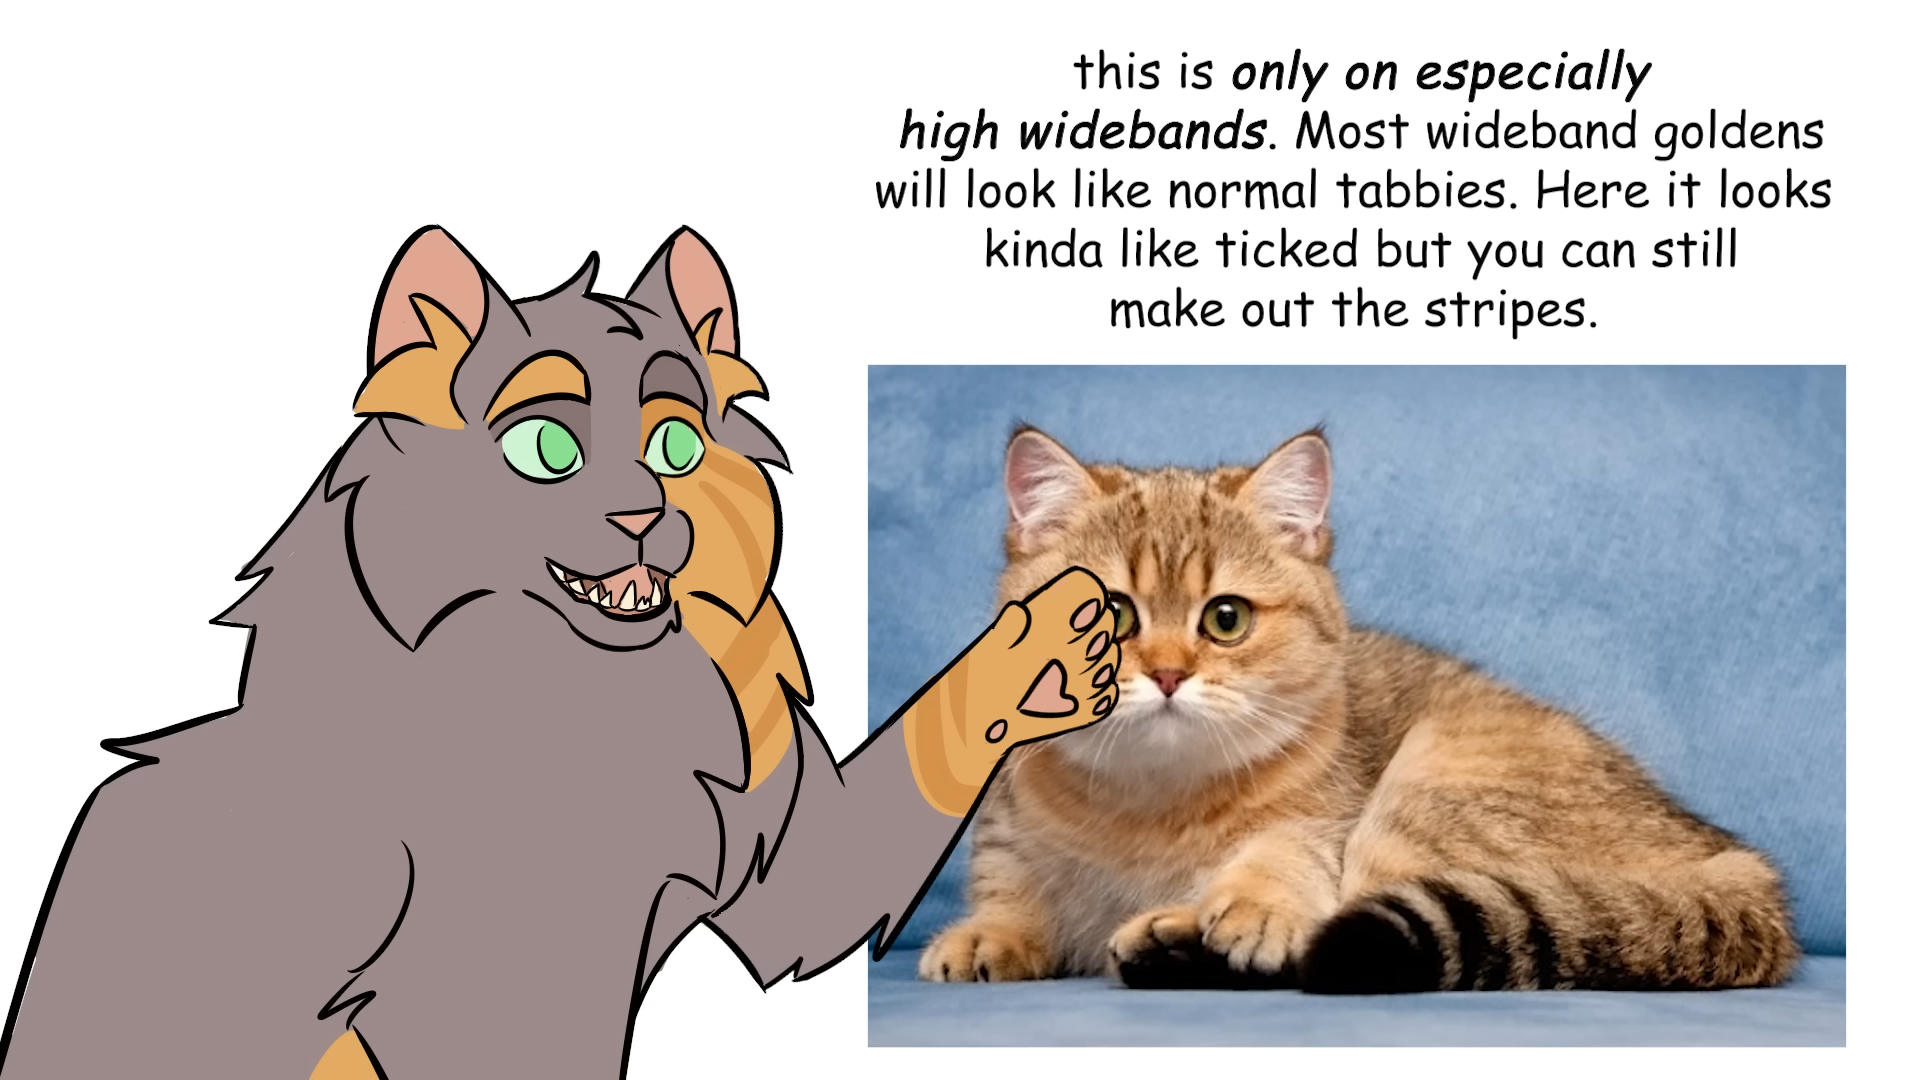 this is only on especially
high widebands. Most wideband goldens
will look like normal tabbies. Here it looks
kinda like ticked but you can still
make out the stripes.